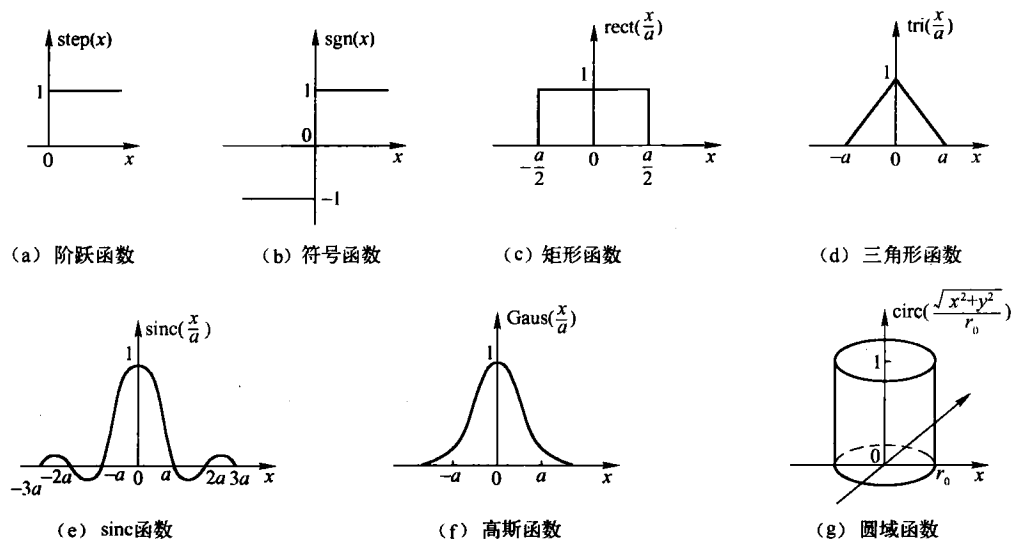 step(x)
1
0
x
(a) 阶跃函数
sgn(x)
1
0
x
-1
(b) 符号函数
rect(x/a)
1
-a/2
0
a/2
x
(c) 矩形函数
tri(x/a)
1
-a
0
a
x
(d) 三角形函数
sinc(x/a)
1
-3a
-2a
-a
0
a
2a
3a
x
(e) sinc函数
Gaus(x/a)
1
-a
0
a
x
(f) 高斯函数
circ(√x²+y²/r₀)
1
0
r₀
x
(g) 圆域函数